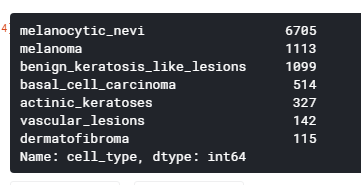 4
melanocytic_nevi 6705
melanoma 1113
benign_keratosis_like_lesions 1099
basal_cell_carcinoma 514
actinic_keratoses 327
vascular_lesions 142
dermatofibroma 115
Name: cell_type, dtype: int64